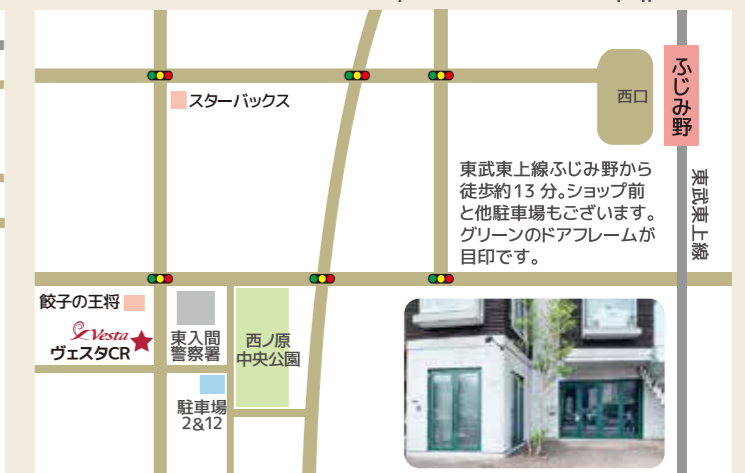 ふじみ野
西口
スターバックス
東武東上線ふじみ野から
徒歩約13分。ショップ前
と他駐車場もございます。
グリーンのドアフレームが
目印です。
東武東上線
餃子の王将
Vesta
ヴェスタCR
東入間
警察署
西ノ原
中央公園
駐車場
2&12